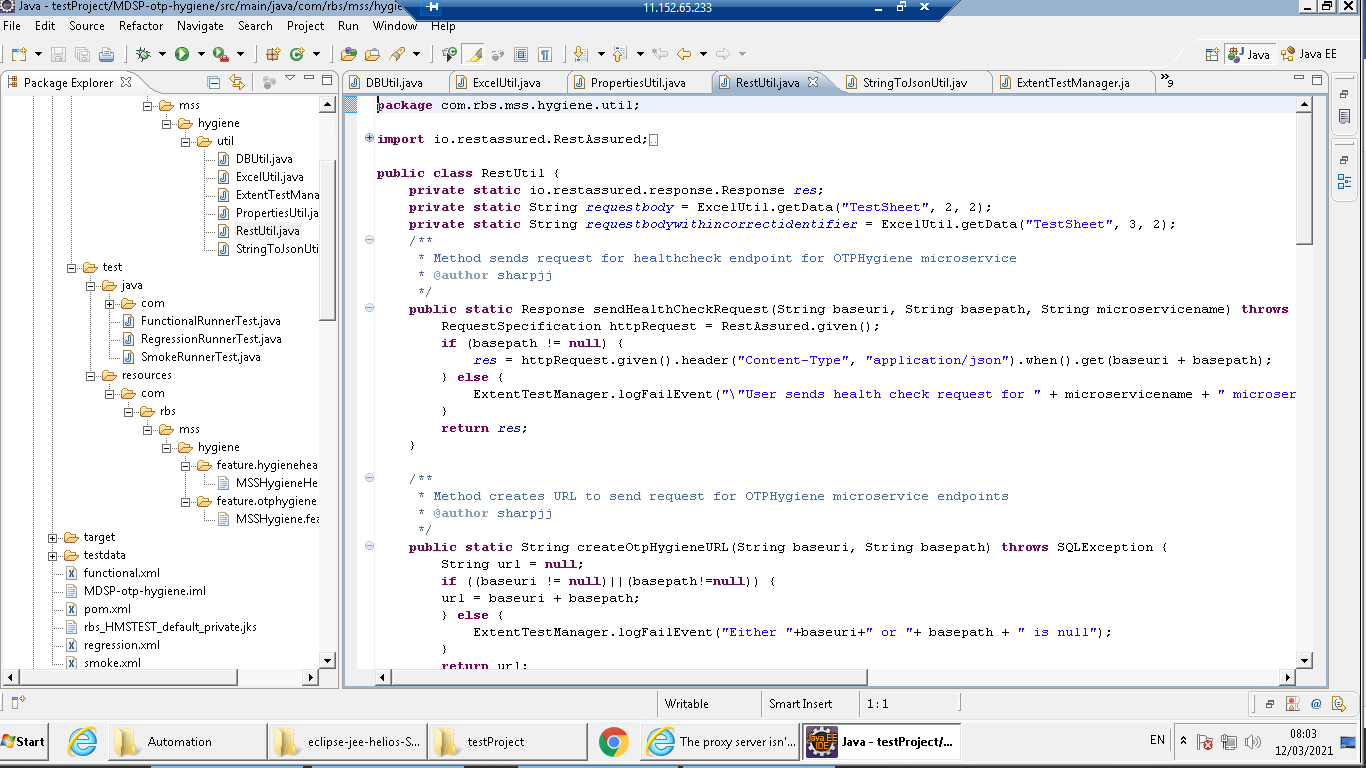 Java - testProject/MDSP-otp-hygiene/src/main/java/com/rbs/mss/hygie
11.152.65.233
File Edit Source Refactor Navigate Search Project Run Window Help
Java
Java EE
Package Explorer
mss
hygiene
util
DBUtil.java
ExcelUtil.java
ExtentTestMana
PropertiesUtil.ja
RestUtil.java
StringToJsonUti
test
java
com
FunctionalRunnerTest.java
RegressionRunnerTest.java
SmokeRunnerTest.java
resources
com
rbs
mss
hygiene
feature.hygienehea
MSSHygieneHe
feature.otphygiene
MSSHygiene.fea
target
testdata
functional.xml
MDSP-otp-hygiene.iml
pom.xml
rbs_HMSTEST_default_private.jks
regression.xml
smoke.xml
DBUtil.java ExcelUtil.java PropertiesUtil.java RestUtil.java StringToJsonUtil.jav ExtentTestManager.ja »9
package com.rbs.mss.hygiene.util;
import io.restassured.RestAssured;
public class RestUtil {
private static io.restassured.response.Response res;
private static String requestbody = ExcelUtil.getData("TestSheet", 2, 2);
private static String requestbodywithincorrectidentifier = ExcelUtil.getData("TestSheet", 3, 2);
/**
* Method sends request for healthcheck endpoint for OTPHygiene microservice
* @author sharpjj
*/
public static Response sendHealthCheckRequest(String baseuri, String basepath, String microservicename) throws
RequestSpecification httpRequest = RestAssured.given();
if (basepath != null) {
res = httpRequest.given().header("Content-Type", "application/json").when().get(baseuri + basepath);
} else {
ExtentTestManager.logFailEvent("\"User sends health check request for " + microservicename + " microser
}
return res;
}
/**
* Method creates URL to send request for OTPHygiene microservice endpoints
* @author sharpjj
*/
public static String createOtpHygieneURL(String baseuri, String basepath) throws SQLException {
String url = null;
if ((baseuri != null)||(basepath!=null)) {
url = baseuri + basepath;
} else {
ExtentTestManager.logFailEvent("Either "+baseuri+" or "+ basepath + " is null");
}
return url;
Writable
Smart Insert
1 : 1
Start
Automation
eclipse-jee-helios-S...
testProject
The proxy server isn'...
Java - testProject/...
EN
08:03
12/03/2021